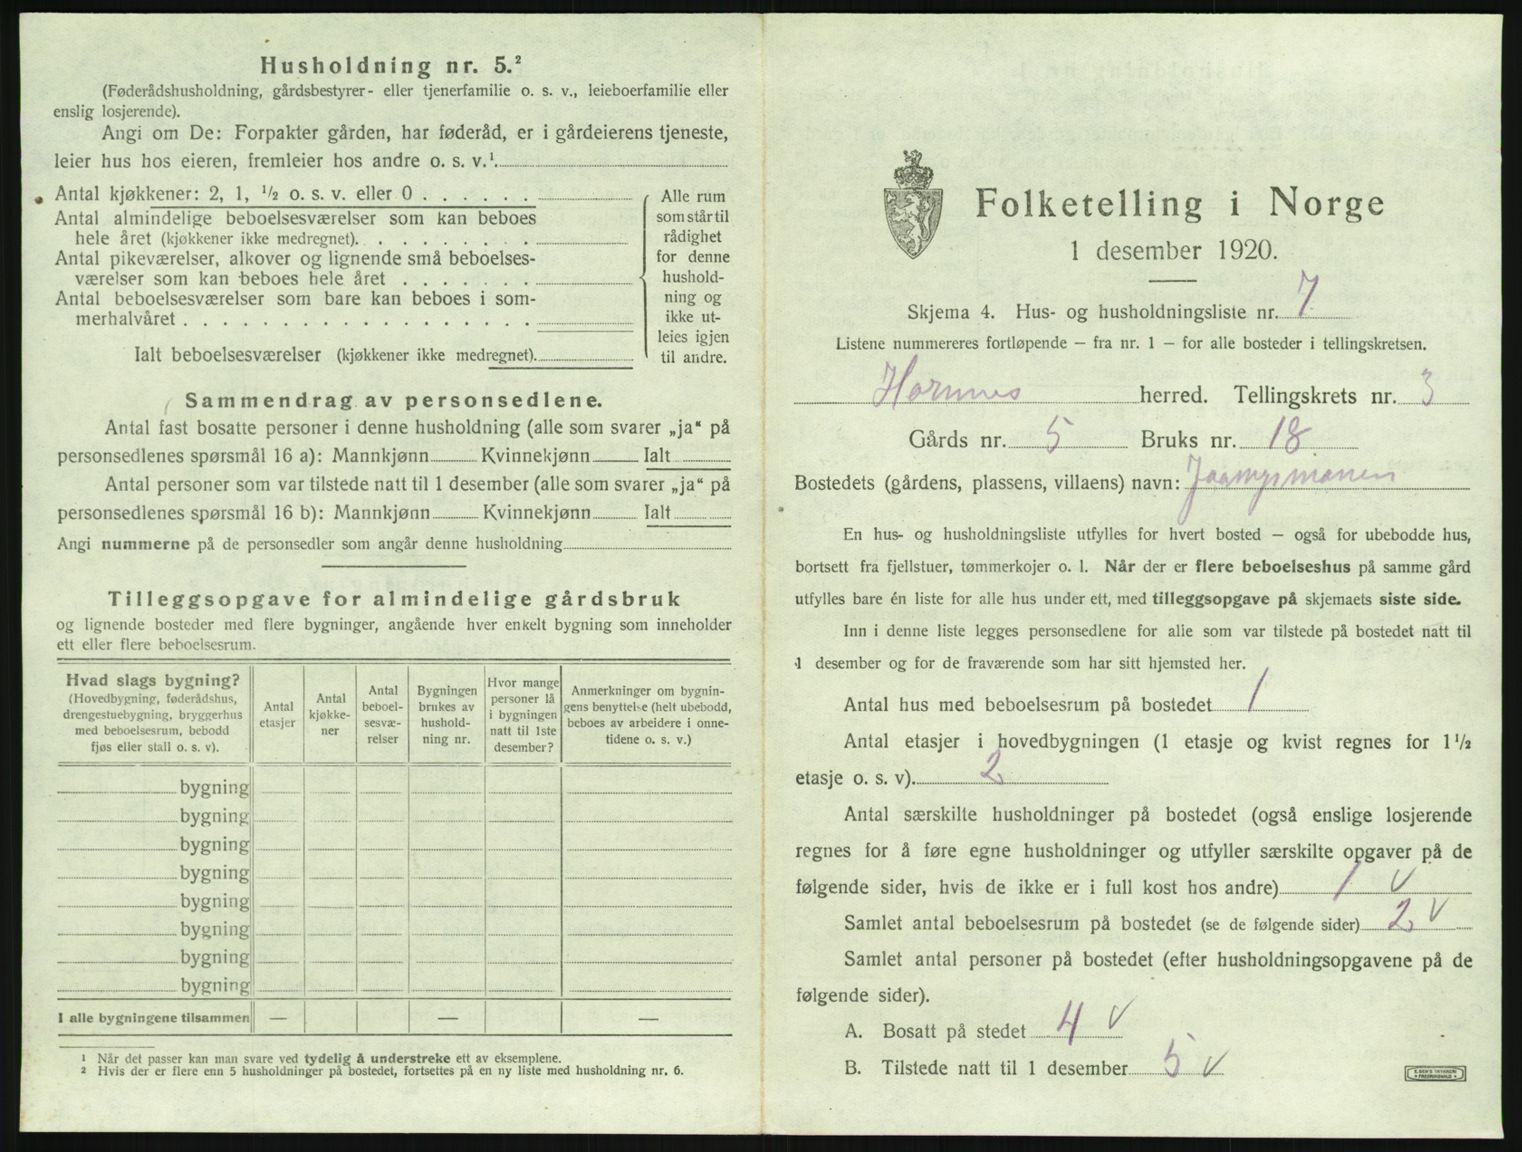 Husholdning nr. 5.²
(Føderådshusholdning, gårdsbestyrer- eller tjenerfamilie o. s. v., leieboerfamilie eller
enslig losjerende).
Angi om De: Forpakter gården, har føderåd, er i gårdeierens tjeneste,
leier hus hos eieren, fremleier hos andre o. s. v.¹
Antal kjøkkener: 2, 1, ½ o. s. v. eller 0 . . . . . .
Antal almindelige beboelsesværelser som kan beboes
hele året (kjøkkener ikke medregnet). . . . . . . . .
Antal pikeværelser, alkover og lignende små beboelses-
værelser som kan beboes hele året . . . . . . .
Antal beboelsesværelser som bare kan beboes i som-
merhalvåret . . . . . . . . . . . . . . . . . .
Ialt beboelsesværelser (kjøkkener ikke medregnet).
Alle rum
som står til
rådighet
for denne
hushold-
ning og
ikke ut-
leies igjen
til andre.
Sammendrag av personsedlene.
Antal fast bosatte personer i denne husholdning (alle som svarer „ja“ på
personsedlenes spørsmål 16 a): Mannkjønn Kvinnekjønn Ialt
Antal personer som var tilstede natt til 1 desember (alle som svarer „ja“ på
personsedlenes spørsmål 16 b): Mannkjønn Kvinnekjønn Ialt
Angi nummerne på de personsedler som angår denne husholdning
Tilleggsopgave for almindelige gårdsbruk
og lignende bosteder med flere bygninger, angående hver enkelt bygning som inneholder
ett eller flere beboelsesrum.
Hvad slags bygning?
(Hovedbygning, føderådshus,
drengestuebygning, bryggerhus
med beboelsesrum, bebodd
fjøs eller stall o. s. v).
Antal
etasjer
Antal
kjøkke-
ner
Antal
beboel-
sesvæ-
relser
Bygningen
brukes av
hushold-
ning nr.
Hvor mange
personer lå
i bygningen
natt til 1ste
desember?
Anmerkninger om bygnin-
gens benyttelse (helt ubebodd,
beboes av arbeidere i onne-
tidene o. s. v.)
bygning
bygning
bygning
bygning
bygning
bygning
bygning
bygning
I alle bygningene tilsammen — — —
¹ Når det passer kan man svare ved tydelig å understreke ett av eksemplene.
² Hvis der er flere enn 5 husholdninger på bostedet, fortsettes på en ny liste med husholdning nr. 6.
Folketelling i Norge
1 desember 1920.
Skjema 4. Hus- og husholdningsliste nr. 7
Listene nummereres fortløpende — fra nr. 1 — for alle bosteder i tellingskretsen.
Hornnes herred. Tellingskrets nr. 3
Gårds nr. 5 Bruks nr. 18
Bostedets (gårdens, plassens, villaens) navn:
En hus- og husholdningsliste utfylles for hvert bosted — også for ubebodde hus,
bortsett fra fjellstuer, tømmerkojer o. l. Når der er flere beboelseshus på samme gård
utfylles bare én liste for alle hus under ett, med tilleggsopgave på skjemaets siste side.
Inn i denne liste legges personsedlene for alle som var tilstede på bostedet natt til
1 desember og for de fraværende som har sitt hjemsted her.
Antal hus med beboelsesrum på bostedet 1
Antal etasjer i hovedbygningen (1 etasje og kvist regnes for 1½
etasje o. s. v). 2
Antal særskilte husholdninger på bostedet (også enslige losjerende
regnes for å føre egne husholdninger og utfyller særskilte opgaver på de
følgende sider, hvis de ikke er i full kost hos andre) 1 v
Samlet antal beboelsesrum på bostedet (se de følgende sider) 2 v
Samlet antal personer på bostedet (efter husholdningsopgavene på de
følgende sider).
A. Bosatt på stedet 4 v
B. Tilstede natt til 1 desember 5 v